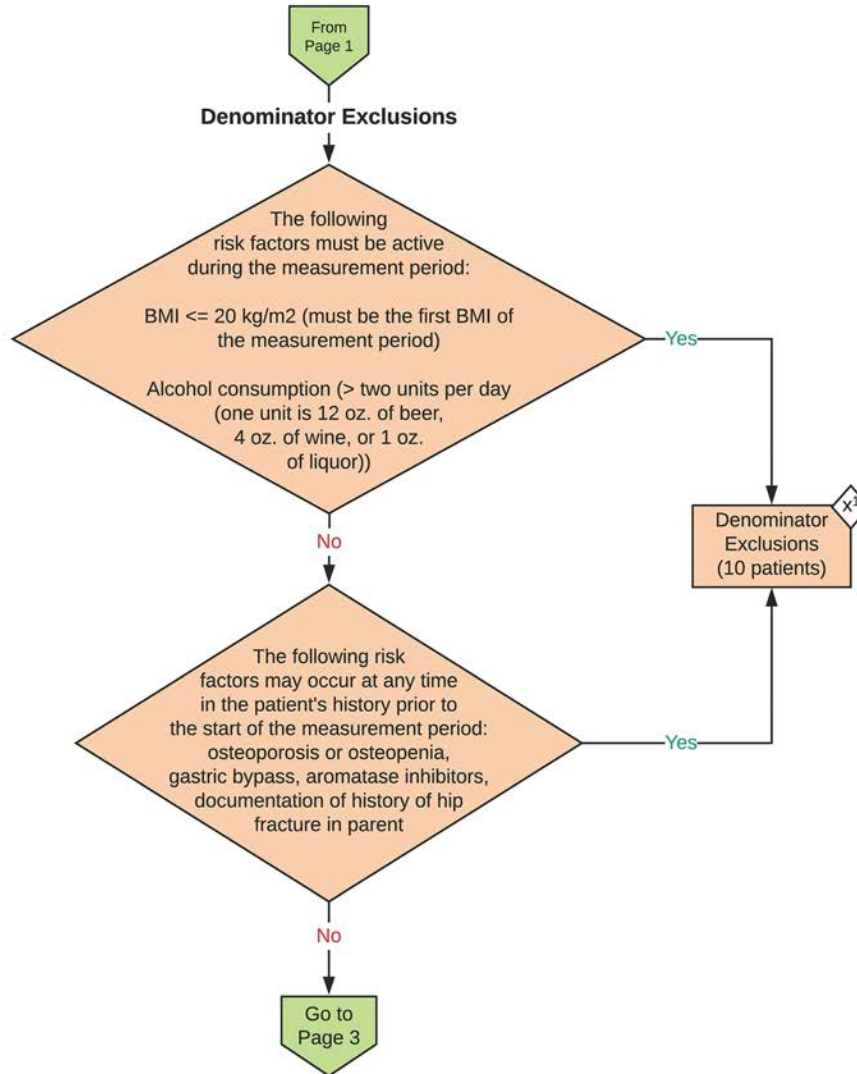 From
Page 1
Denominator Exclusions
The following
risk factors must be active
during the measurement period:
BMI <= 20 kg/m2 (must be the first BMI of
the measurement period)
Alcohol consumption (> two units per day
(one unit is 12 oz. of beer,
4 oz. of wine, or 1 oz.
of liquor))
Yes
x¹
Denominator
Exclusions
(10 patients)
No
The following risk
factors may occur at any time
in the patient's history prior to
the start of the measurement period:
osteoporosis or osteopenia,
gastric bypass, aromatase inhibitors,
documentation of history of hip
fracture in parent
Yes
No
Go to
Page 3